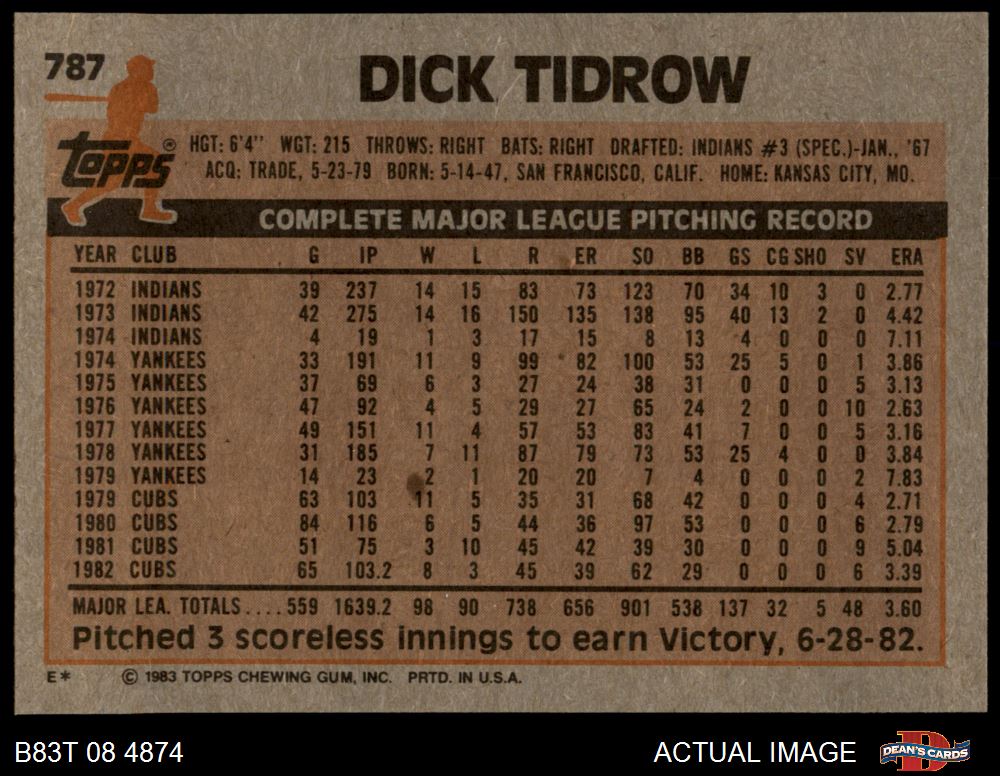 787
DICK TIDROW
topps®
HGT: 6'4" WGT: 215 THROWS: RIGHT BATS: RIGHT DRAFTED: INDIANS #3 (SPEC.)-JAN., '67
ACQ: TRADE, 5-23-79 BORN: 5-14-47, SAN FRANCISCO, CALIF. HOME: KANSAS CITY, MO.
COMPLETE MAJOR LEAGUE PITCHING RECORD
YEAR CLUB G IP W L R ER SO BB GS CG SHO SV ERA
1972 INDIANS 39 237 14 15 83 73 123 70 34 10 3 0 2.77
1973 INDIANS 42 275 14 16 150 135 138 95 40 13 2 0 4.42
1974 INDIANS 4 19 1 3 17 15 8 13 4 0 0 0 7.11
1974 YANKEES 33 191 11 9 99 82 100 53 25 5 0 1 3.86
1975 YANKEES 37 69 6 3 27 24 38 31 0 0 0 5 3.13
1976 YANKEES 47 92 4 5 29 27 65 24 2 0 0 10 2.63
1977 YANKEES 49 151 11 4 57 53 83 41 7 0 0 5 3.16
1978 YANKEES 31 185 7 11 87 79 73 53 25 4 0 0 3.84
1979 YANKEES 14 23 2 1 20 20 7 4 0 0 0 2 7.83
1979 CUBS 63 103 11 5 35 31 68 42 0 0 0 4 2.71
1980 CUBS 84 116 6 5 44 36 97 53 0 0 0 6 2.79
1981 CUBS 51 75 3 10 45 42 39 30 0 0 0 9 5.04
1982 CUBS 65 103.2 8 3 45 39 62 29 0 0 0 6 3.39
MAJOR LEA. TOTALS....559 1639.2 98 90 738 656 901 538 137 32 5 48 3.60
Pitched 3 scoreless innings to earn Victory, 6-28-82.
E* © 1983 TOPPS CHEWING GUM, INC. PRTD. IN U.S.A.
B83T 08 4874 ACTUAL IMAGE D DEAN'S CARDS